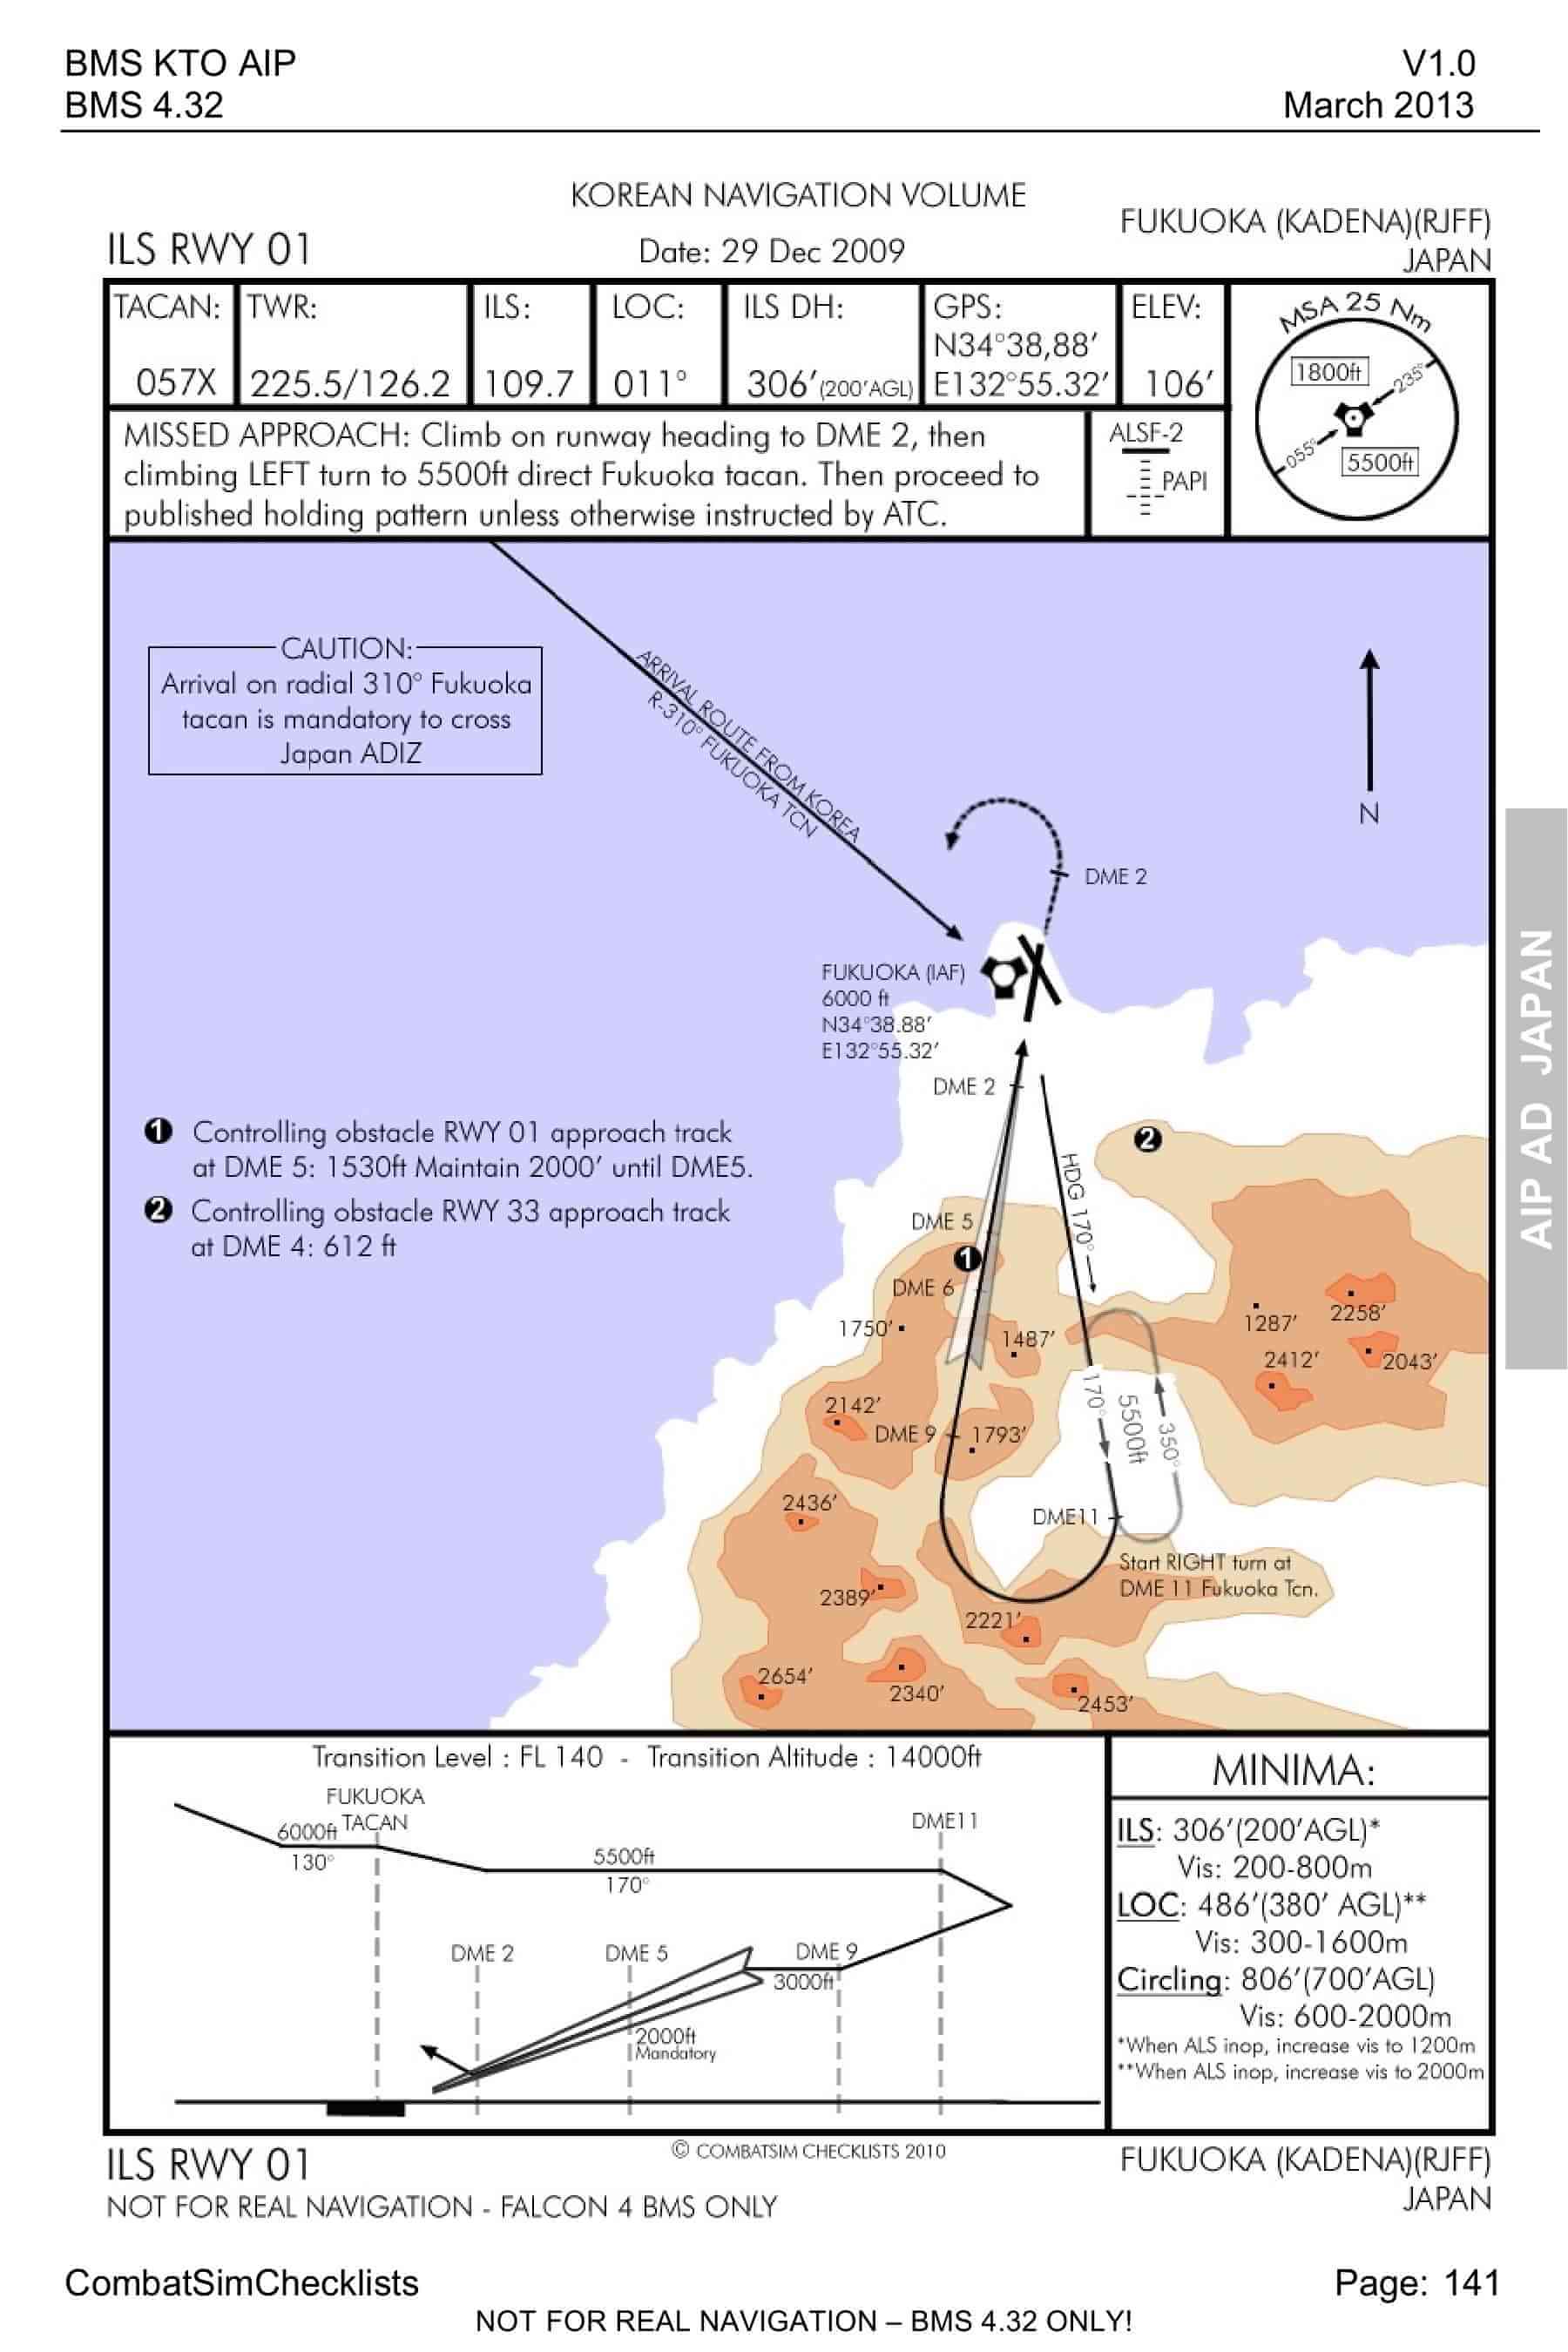 BMS KTO AIP
V1.0
BMS 4.32
March 2013
KOREAN NAVIGATION VOLUME
ILS RWY 01
Date: 29 Dec 2009
FUKUOKA (KADENA)(RJFF)
JAPAN
TACAN:
057X
TWR:
225.5/126.2
ILS:
109.7
LOC:
011°
ILS DH:
306′(200′AGL)
GPS:
N34°38,88′
E132°55.32′
ELEV:
106′
MSA 25 Nm
1800ft
235°
055°
5500ft
MISSED APPROACH: Climb on runway heading to DME 2, then
climbing LEFT turn to 5500ft direct Fukuoka tacan. Then proceed to
published holding pattern unless otherwise instructed by ATC.
ALSF-2
PAPI
CAUTION:
Arrival on radial 310° Fukuoka
tacan is mandatory to cross
Japan ADIZ
ARRIVAL ROUTE FROM KOREA
R-310° FUKUOKA TCN
N
DME 2
FUKUOKA (IAF)
6000 ft
N34°38.88′
E132°55.32′
DME 2
AIP AD JAPAN
1 Controlling obstacle RWY 01 approach track
at DME 5: 1530ft Maintain 2000′ until DME5.
2 Controlling obstacle RWY 33 approach track
at DME 4: 612 ft
2
HDG 170°
DME 5
1
DME 6
1750′
1487′
1287′
2258′
2412′
2043′
2142′
DME 9
1793′
170°
5500ft
350°
2436′
DME11
Start RIGHT turn at
DME 11 Fukuoka Tcn.
2389′
2221′
2654′
2340′
2453′
Transition Level : FL 140 - Transition Altitude : 14000ft
FUKUOKA
TACAN
6000ft
130°
5500ft
170°
DME11
DME 2
DME 5
DME 9
3000ft
2000ft
Mandatory
MINIMA:
ILS: 306′(200′AGL)*
Vis: 200-800m
LOC: 486′(380′ AGL)**
Vis: 300-1600m
Circling: 806′(700′AGL)
Vis: 600-2000m
*When ALS inop, increase vis to 1200m
**When ALS inop, increase vis to 2000m
ILS RWY 01
© COMBATSIM CHECKLISTS 2010
FUKUOKA (KADENA)(RJFF)
JAPAN
NOT FOR REAL NAVIGATION - FALCON 4 BMS ONLY
CombatSimChecklists
Page: 141
NOT FOR REAL NAVIGATION – BMS 4.32 ONLY!